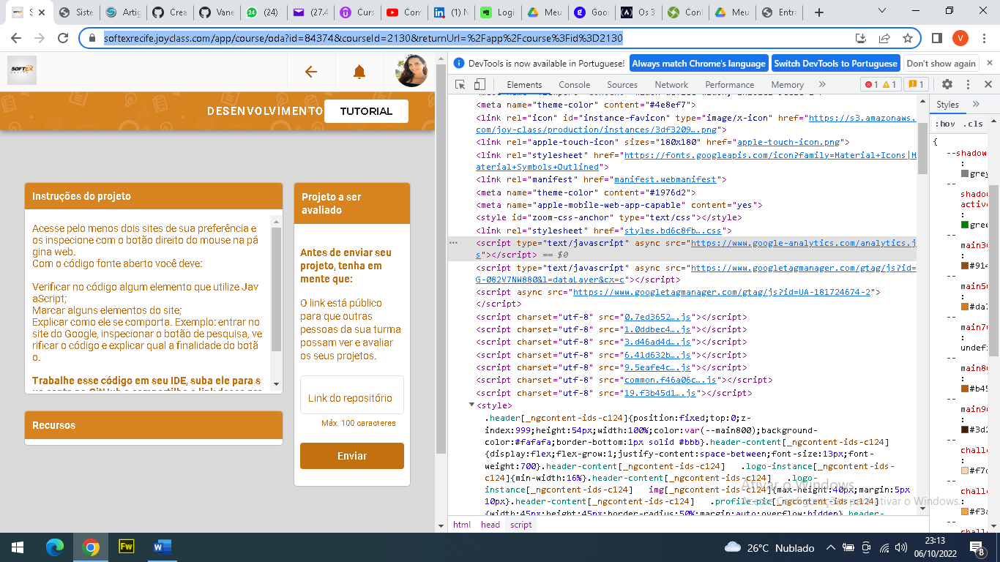 Siste
Artig
Crea
Vane
(24)
(27.4
Curs
Com
(1) N
Logi
Meu
Goo
Os 3
Conf
Meu
Entra
softexrecife.joyclass.com/app/course/oda?id=84374&courseId=2130&returnUrl=%2Fapp%2Fcourse%3Fid%3D2130
V
SOFTEX
DESENVOLVIMENTO
TUTORIAL
Instruções do projeto
Acesse pelo menos dois sites de sua preferência e
os inspecione com o botão direito do mouse na pá
gina web.
Com o código fonte aberto você deve:
Verificar no código algum elemento que utilize Jav
aScript;
Marcar alguns elementos do site;
Explicar como ele se comporta. Exemplo: entrar no
site do Google, inspecionar o botão de pesquisa, ve
rificar o código e explicar qual a finalidade do botã
o.
Trabalhe esse código em seu IDE, suba ele para s
Recursos
Projeto a ser
avaliado
Antes de enviar seu
projeto, tenha em
mente que:
O link está público
para que outras
pessoas da sua turma
possam ver e avaliar
os seus projetos.
Link do repositório
Máx. 100 caracteres
Enviar
DevTools is now available in Portuguese!
Always match Chrome's language
Switch DevTools to Portuguese
Don't show again
Elements
Console
Sources
Network
Performance
Memory
1
1
1
<meta name="theme-color" content="#4e8ef7">
<link rel="icon" id="instance-favicon" type="image/x-icon" href="https://s3.amazonaws.
com/joy-class/production/instances/3df3209….png">
<link rel="apple-touch-icon" sizes="180x180" href="apple-touch-icon.png">
<link rel="stylesheet" href="https://fonts.googleapis.com/icon?family=Material+Icons|M
aterial+Symbols+Outlined">
<link rel="manifest" href="manifest.webmanifest">
<meta name="theme-color" content="#1976d2">
<meta name="apple-mobile-web-app-capable" content="yes">
<style id="zoom-css-anchor" type="text/css"></style>
<link rel="stylesheet" href="styles.bd6c8fb….css">
<script type="text/javascript" async src="https://www.google-analytics.com/analytics.j
s"></script> == $0
<script type="text/javascript" async src="https://www.googletagmanager.com/gtag/js?id=
G-082V7NW880&l=dataLayer&cx=c"></script>
<script async src="https://www.googletagmanager.com/gtag/js?id=UA-181724674-2">
</script>
<script charset="utf-8" src="0.7ed3652….js"></script>
<script charset="utf-8" src="1.0ddbec4….js"></script>
<script charset="utf-8" src="3.d46ad4d….js"></script>
<script charset="utf-8" src="6.41d632b….js"></script>
<script charset="utf-8" src="9.5eafe4c….js"></script>
<script charset="utf-8" src="common.f46a06c….js"></script>
<script charset="utf-8" src="19.f3b45d1….js"></script>
<style>
.header[_ngcontent-ids-c124]{position:fixed;top:0;z-
index:999;height:54px;width:100%;color:var(--main800);background-
color:#fafafa;border-bottom:1px solid #bbb}.header-content[_ngcontent-ids-c124]
{display:flex;flex-grow:1;justify-content:space-between;font-size:13px;font-
weight:700}.header-content[_ngcontent-ids-c124] .logo-instance[_ngcontent-ids-
c124]{min-width:16%}.header-content[_ngcontent-ids-c124] .logo-
instance[_ngcontent-ids-c124] img[_ngcontent-ids-c124]{max-height:40px;margin:5px
10px}.header-content[_ngcontent-ids-c124] .profile-pic[_ngcontent-ids-c124]
{width:45px;height:45px;border-radius:50%;margin:auto;overflow:hidden}.header-
html head script
Styles
:hov .cls
{
--shadow
:
grey
shadow
active
:
gree
main30
:
#914
main50
:
#da7
main70
:
undefi
main80
:
#b45
main90
:
#3d2
chall
:
#f7d
chall
:
#f3a
chall
Ativar o Windows
Acesse Configurações para ativar o Windows.
Fw
26°C Nublado
23:13
06/10/2022
8